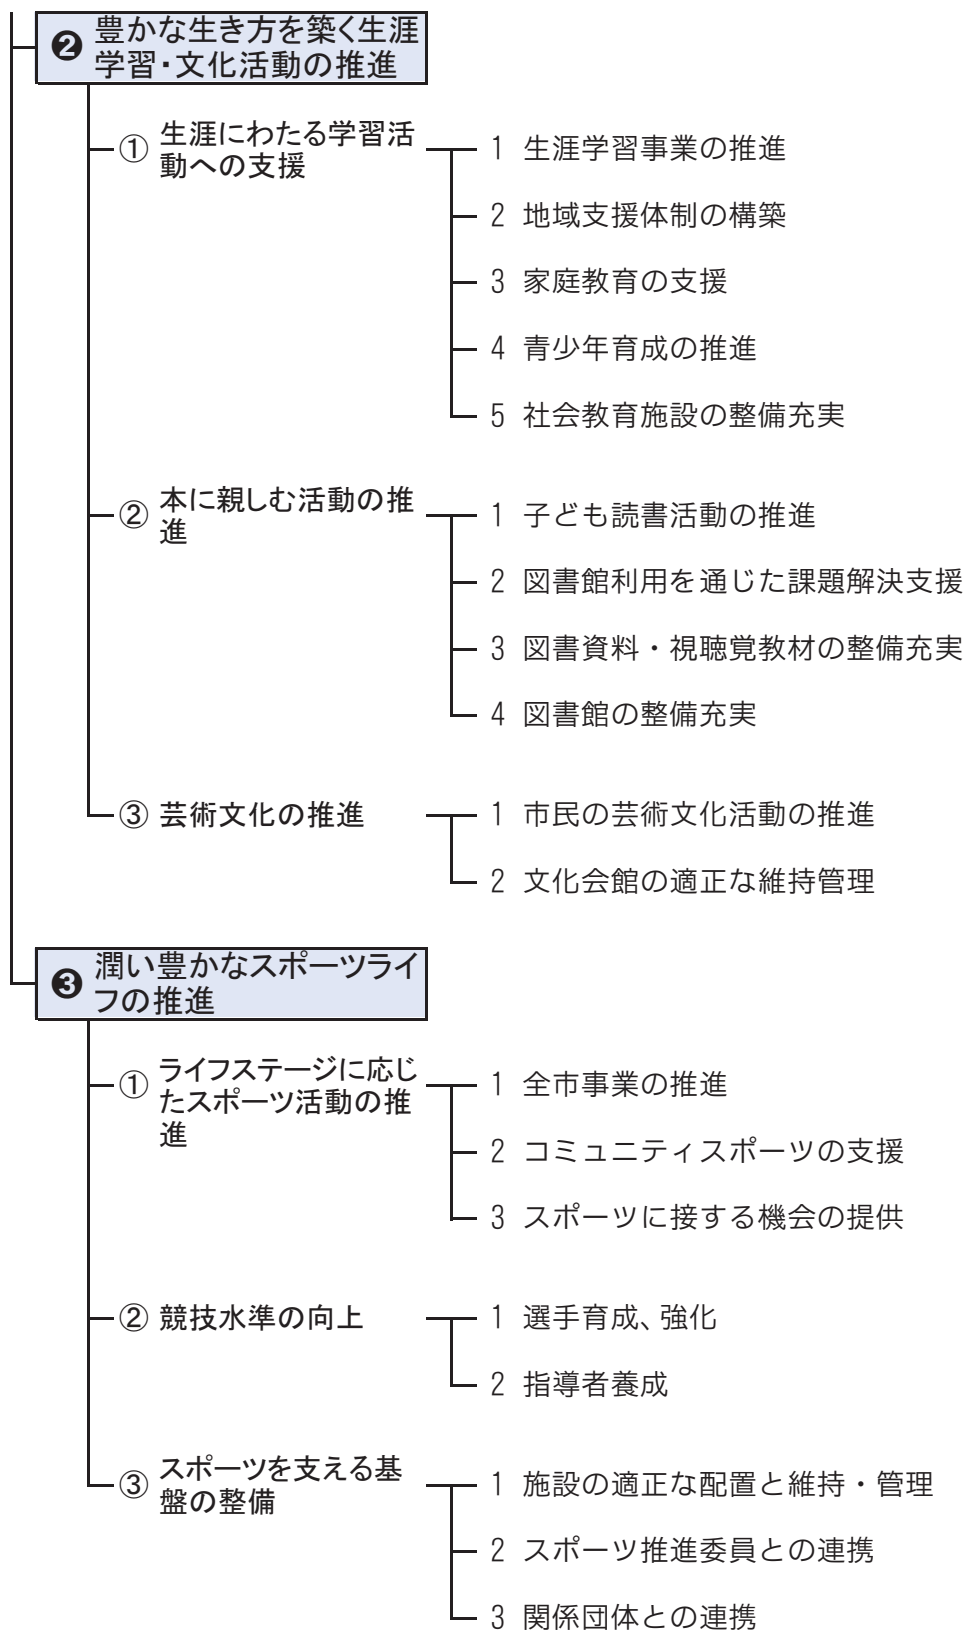 ❷ 豊かな生き方を築く生涯
学習・文化活動の推進
① 生涯にわたる学習活
動への支援
1 生涯学習事業の推進
2 地域支援体制の構築
3 家庭教育の支援
4 青少年育成の推進
5 社会教育施設の整備充実
② 本に親しむ活動の推
進
1 子ども読書活動の推進
2 図書館利用を通じた課題解決支援
3 図書資料・視聴覚教材の整備充実
4 図書館の整備充実
③ 芸術文化の推進
1 市民の芸術文化活動の推進
2 文化会館の適正な維持管理
❸ 潤い豊かなスポーツライ
フの推進
① ライフステージに応じ
たスポーツ活動の推
進
1 全市事業の推進
2 コミュニティスポーツの支援
3 スポーツに接する機会の提供
② 競技水準の向上
1 選手育成、強化
2 指導者養成
③ スポーツを支える基
盤の整備
1 施設の適正な配置と維持・管理
2 スポーツ推進委員との連携
3 関係団体との連携